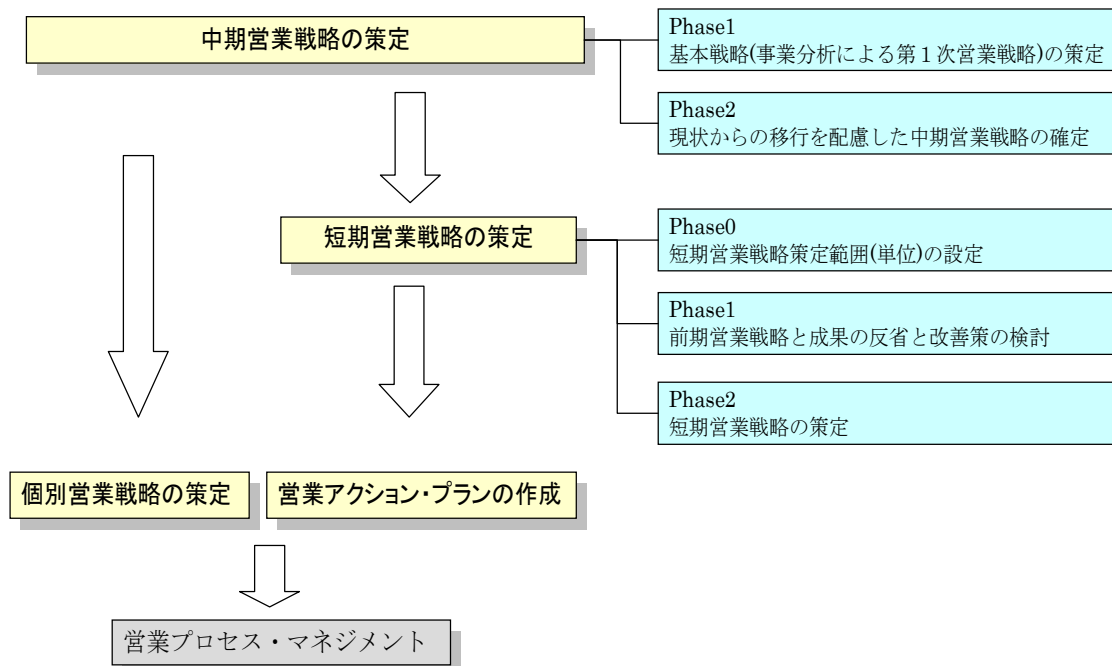 中期営業戦略の策定
Phase1
基本戦略(事業分析による第１次営業戦略)の策定
Phase2
現状からの移行を配慮した中期営業戦略の確定
短期営業戦略の策定
Phase0
短期営業戦略策定範囲(単位)の設定
Phase1
前期営業戦略と成果の反省と改善策の検討
Phase2
短期営業戦略の策定
個別営業戦略の策定
営業アクション・プランの作成
営業プロセス・マネジメント